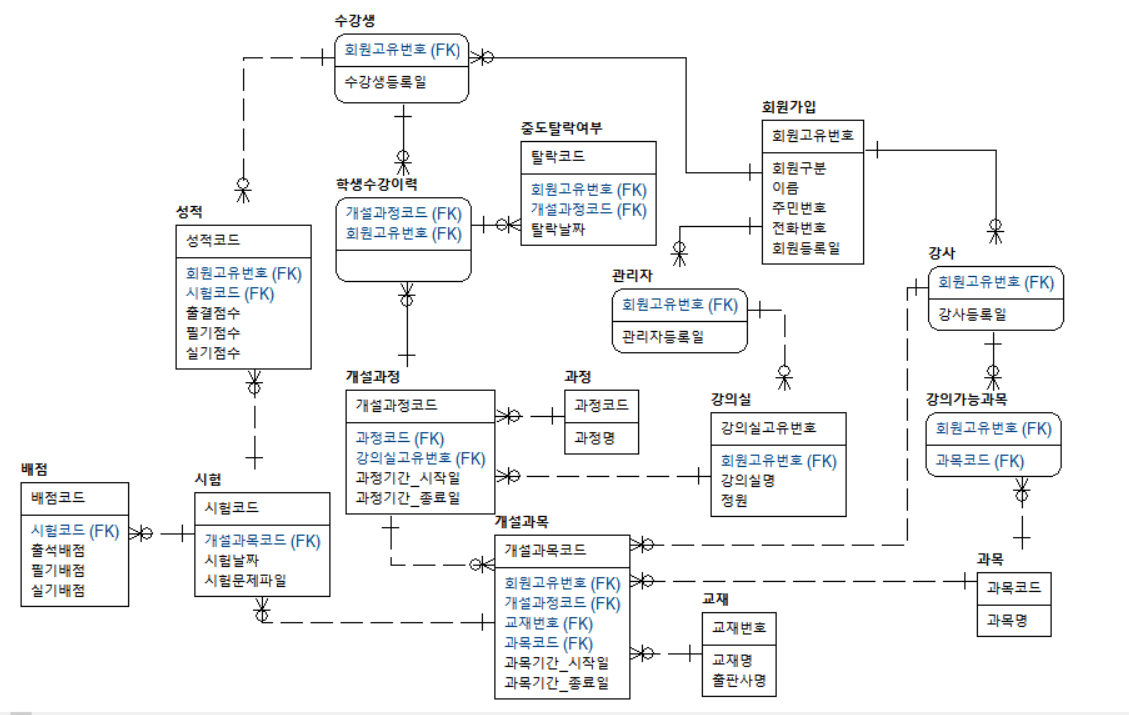 수강생
회원고유번호 (FK)
수강생등록일
회원가입
회원고유번호
회원구분
이름
주민번호
전화번호
회원등록일
중도탈락여부
탈락코드
회원고유번호 (FK)
개설과정코드 (FK)
탈락날짜
학생수강이력
개설과정코드 (FK)
회원고유번호 (FK)
성적
성적코드
회원고유번호 (FK)
시험코드 (FK)
출결점수
필기점수
실기점수
강사
회원고유번호 (FK)
강사등록일
관리자
회원고유번호 (FK)
관리자등록일
개설과정
개설과정코드
과정코드 (FK)
강의실고유번호 (FK)
과정기간_시작일
과정기간_종료일
과정
과정코드
과정명
강의실
강의실고유번호
회원고유번호 (FK)
강의실명
정원
강의가능과목
회원고유번호 (FK)
과목코드 (FK)
배점
배점코드
시험코드 (FK)
출석배점
필기배점
실기배점
시험
시험코드
개설과목코드 (FK)
시험날짜
시험문제파일
개설과목
개설과목코드
회원고유번호 (FK)
개설과정코드 (FK)
교재번호 (FK)
과목코드 (FK)
과목기간_시작일
과목기간_종료일
과목
과목코드
과목명
교재
교재번호
교재명
출판사명